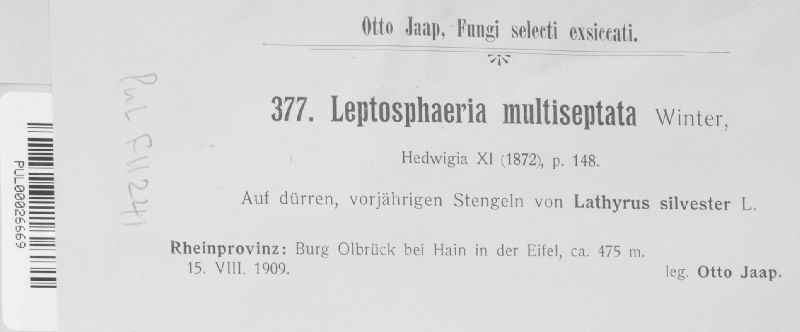 Otto Jaap, Fungi selecti exsiccati.
377. Leptosphaeria multiseptata Winter,
Hedwigia XI (1872), p. 148.
Auf dürren, vorjährigen Stengeln von Lathyrus silvester L.
Rheinprovinz: Burg Olbrück bei Hain in der Eifel, ca. 475 m.
15. VIII. 1909.
leg. Otto Jaap.
PUL F11241
PUL00026669